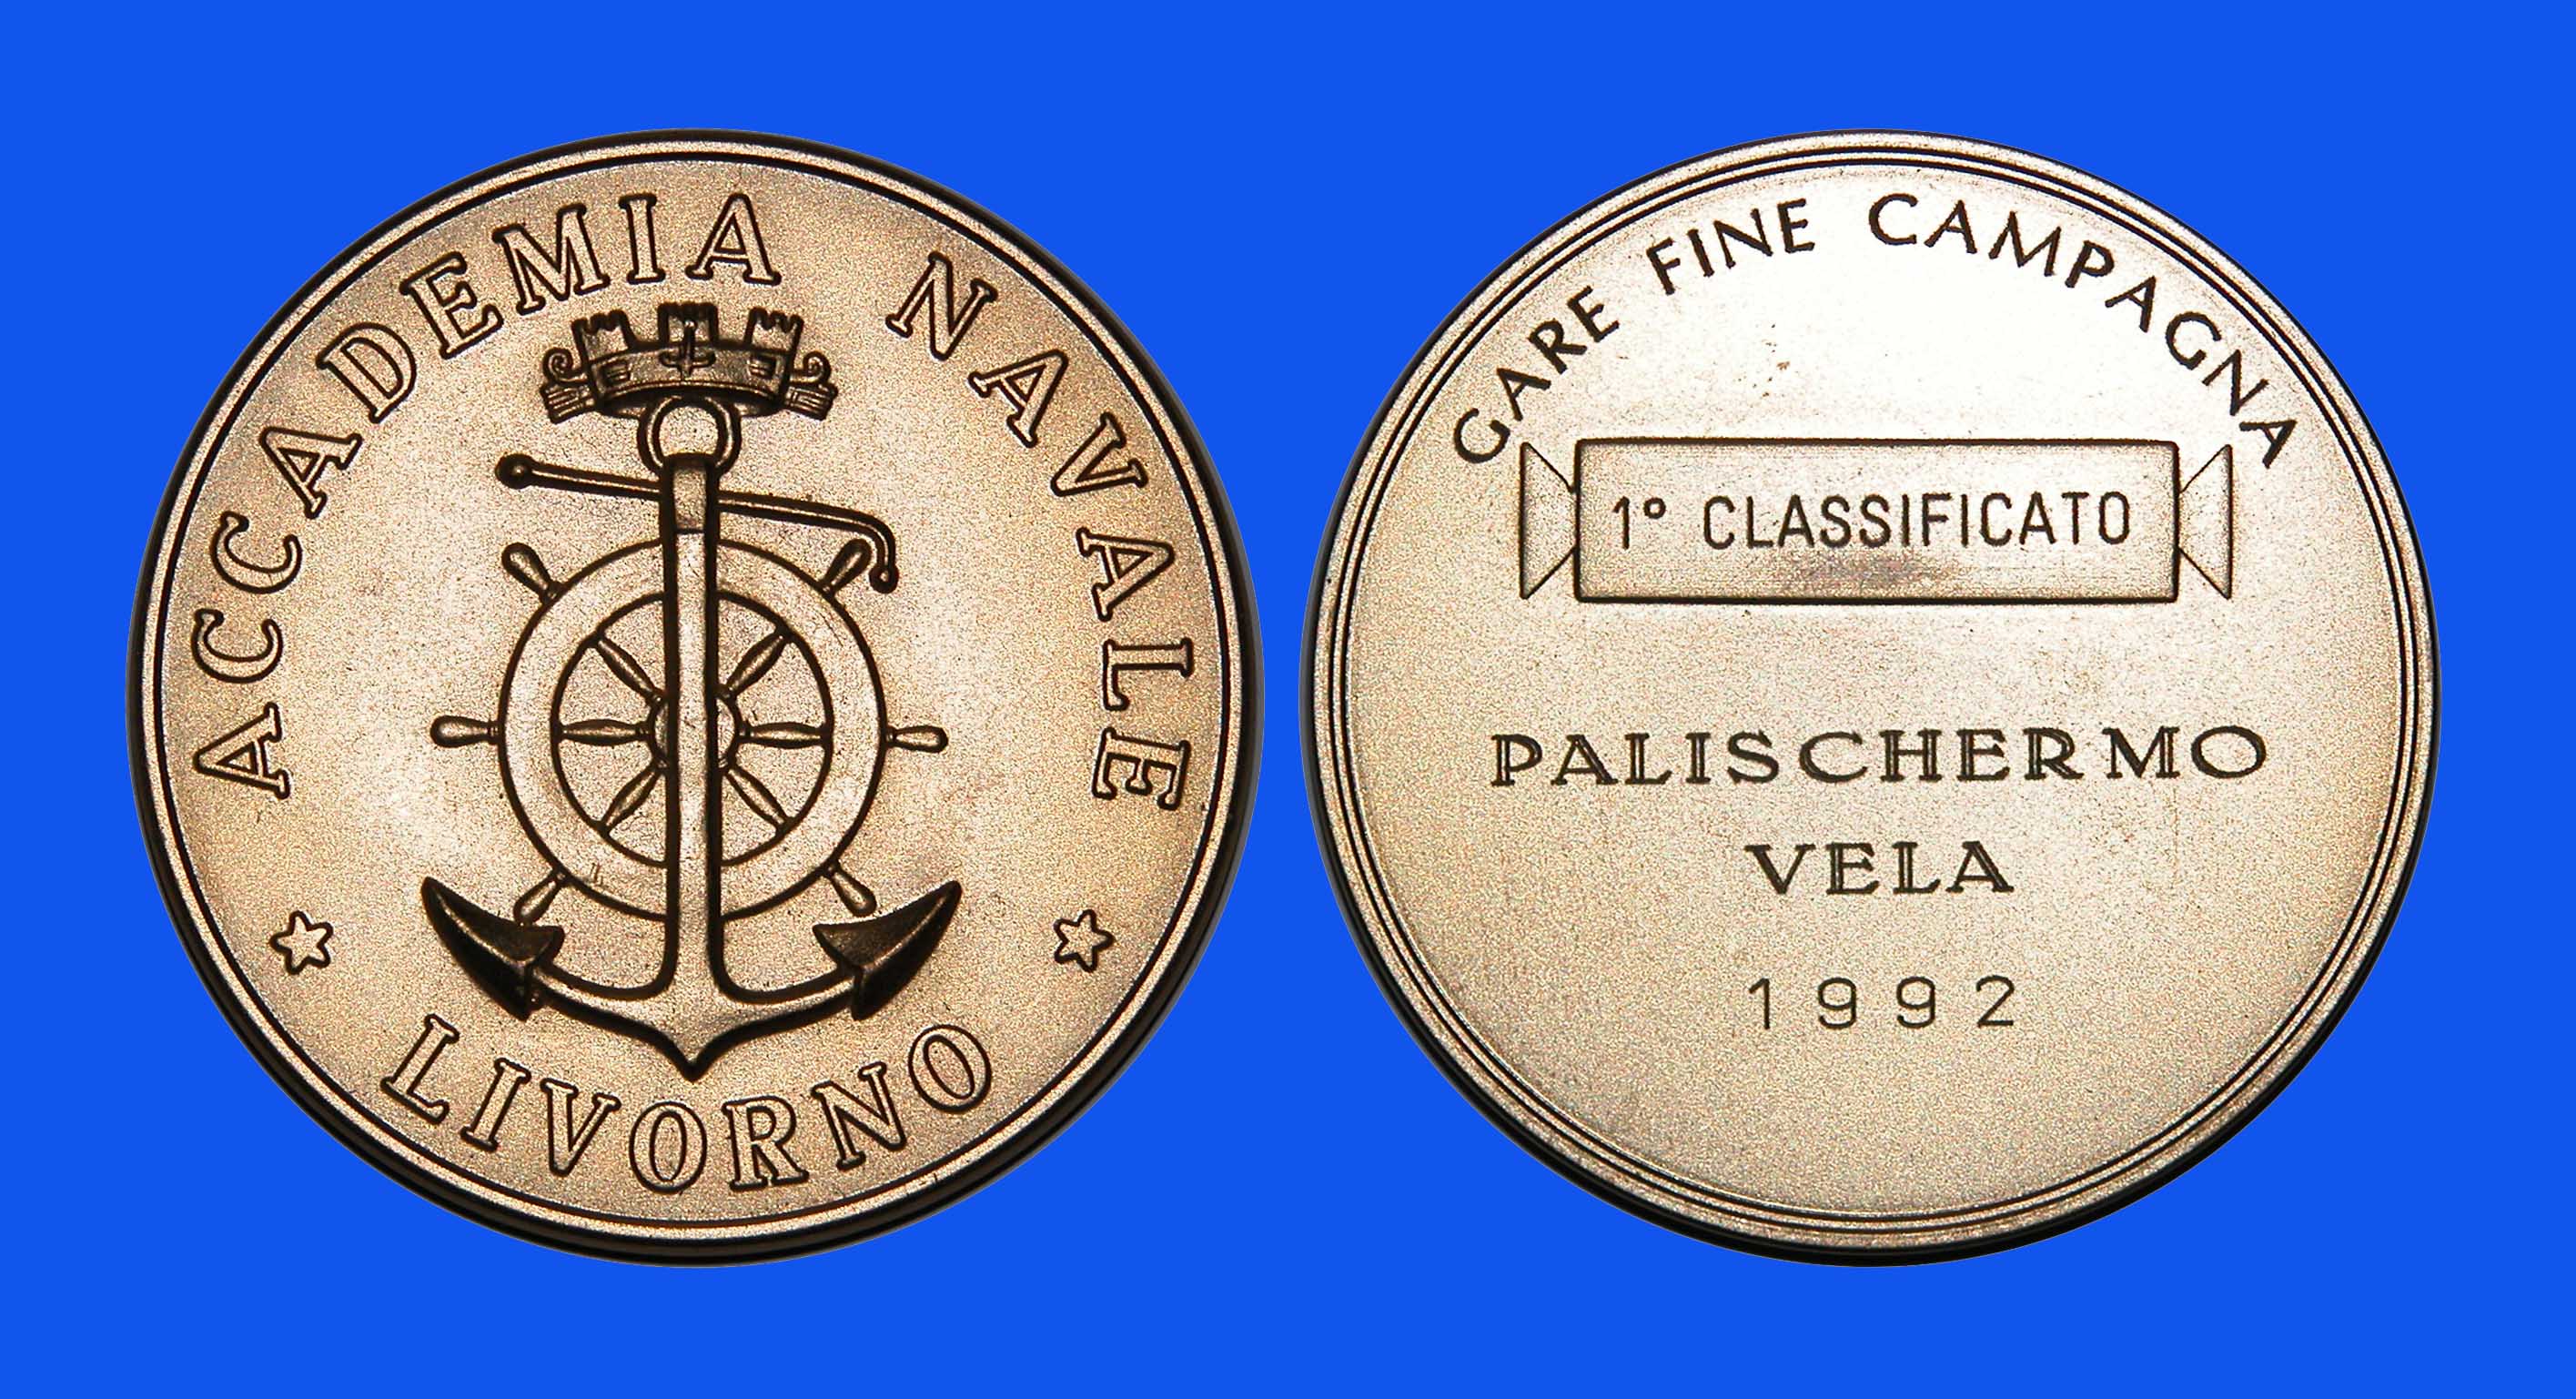 ACCADEMIA NAVALE
LIVORNO
GARE FINE CAMPAGNA
1° CLASSIFICATO
PALISCHERMO
VELA
1992